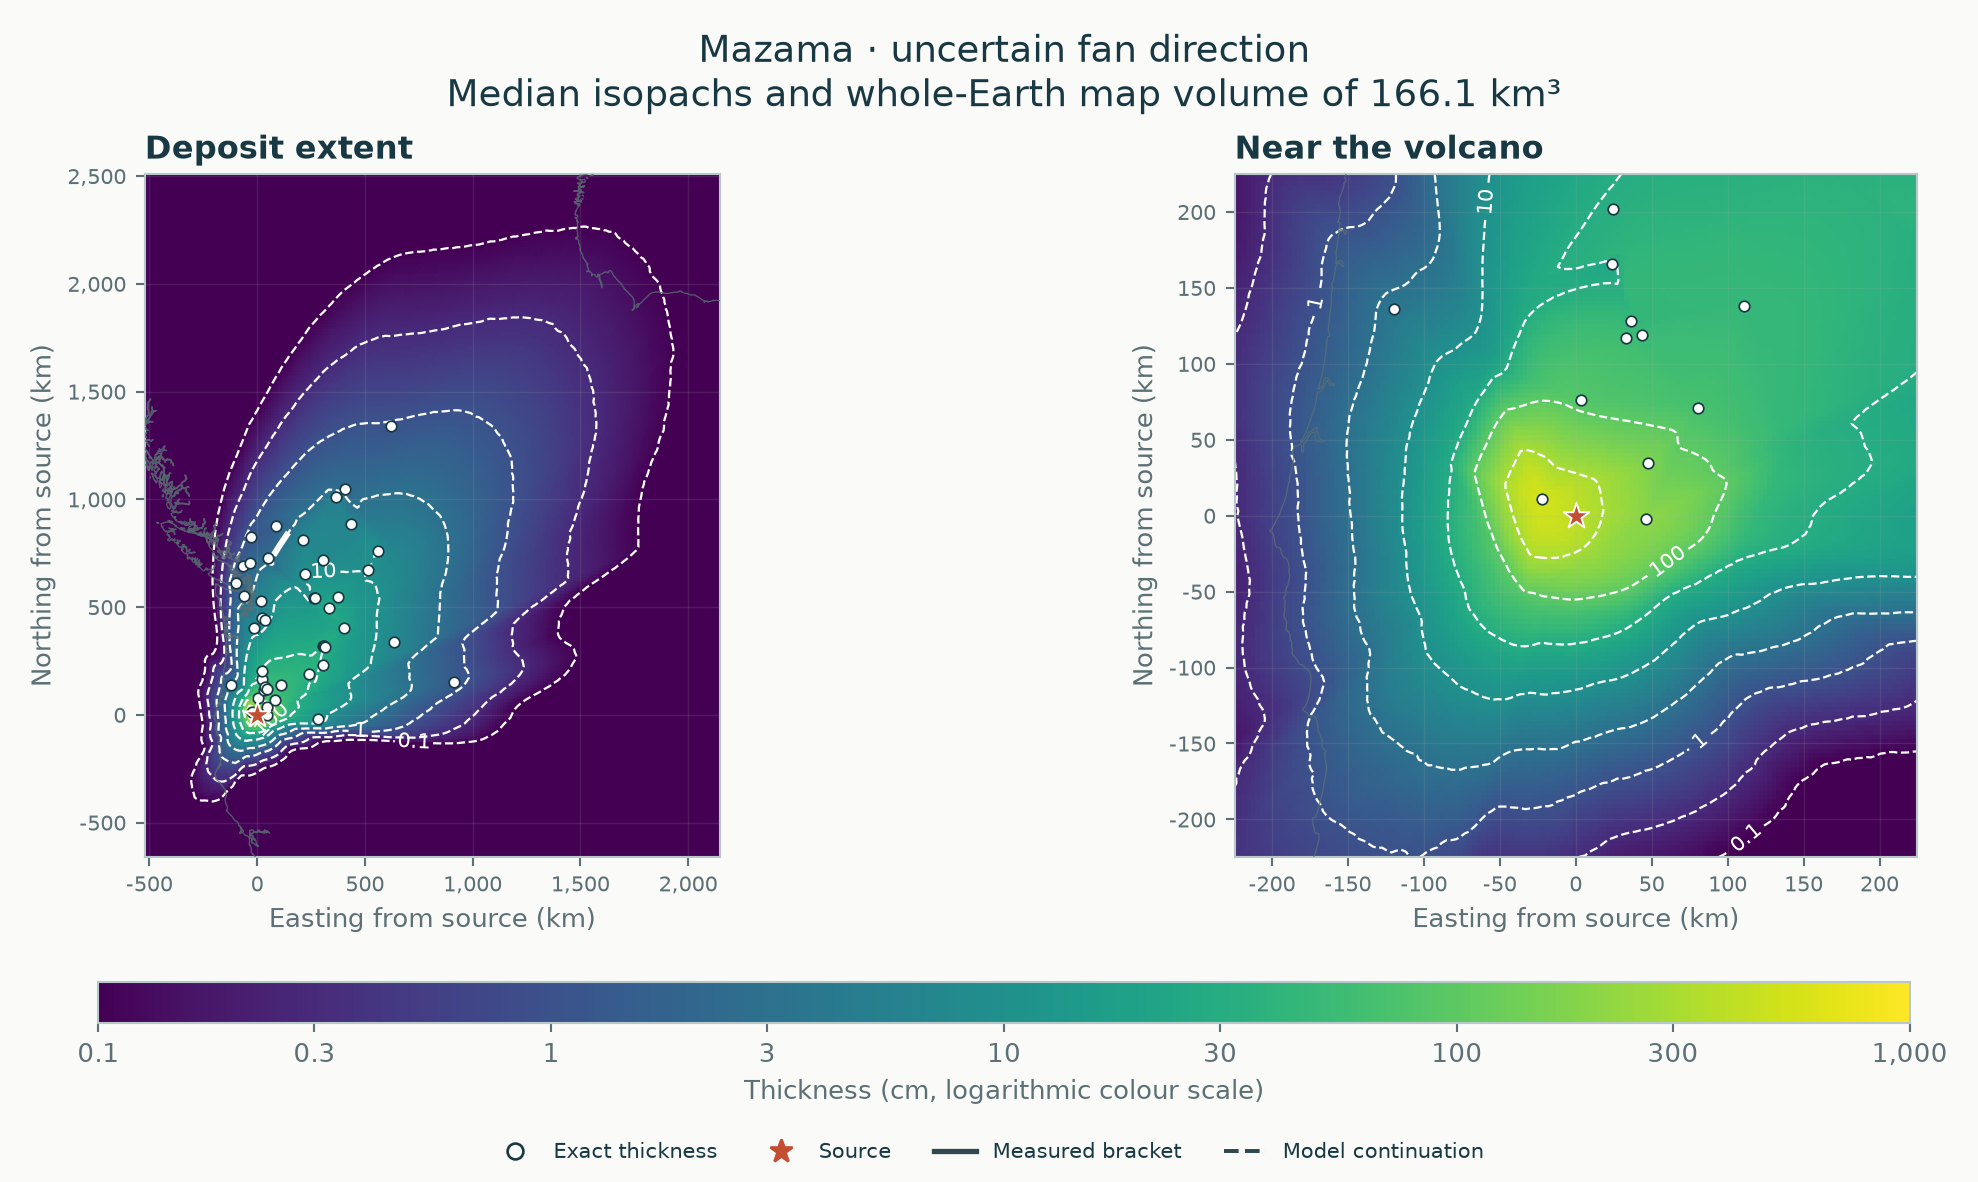 Mazama · uncertain fan direction
Median isopachs and whole-Earth map volume of 166.1 km³
Deposit extent
Near the volcano
Northing from source (km)
2,500
2,000
1,500
1,000
500
0
-500
-500 0 500 1,000 1,500 2,000
Easting from source (km)
10
1
0.1
Northing from source (km)
200
150
100
50
0
-50
-100
-150
-200
-200 -150 -100 -50 0 50 100 150 200
Easting from source (km)
10
1
100
1
0.1
0.1 0.3 1 3 10 30 100 300 1,000
Thickness (cm, logarithmic colour scale)
Exact thickness Source Measured bracket Model continuation